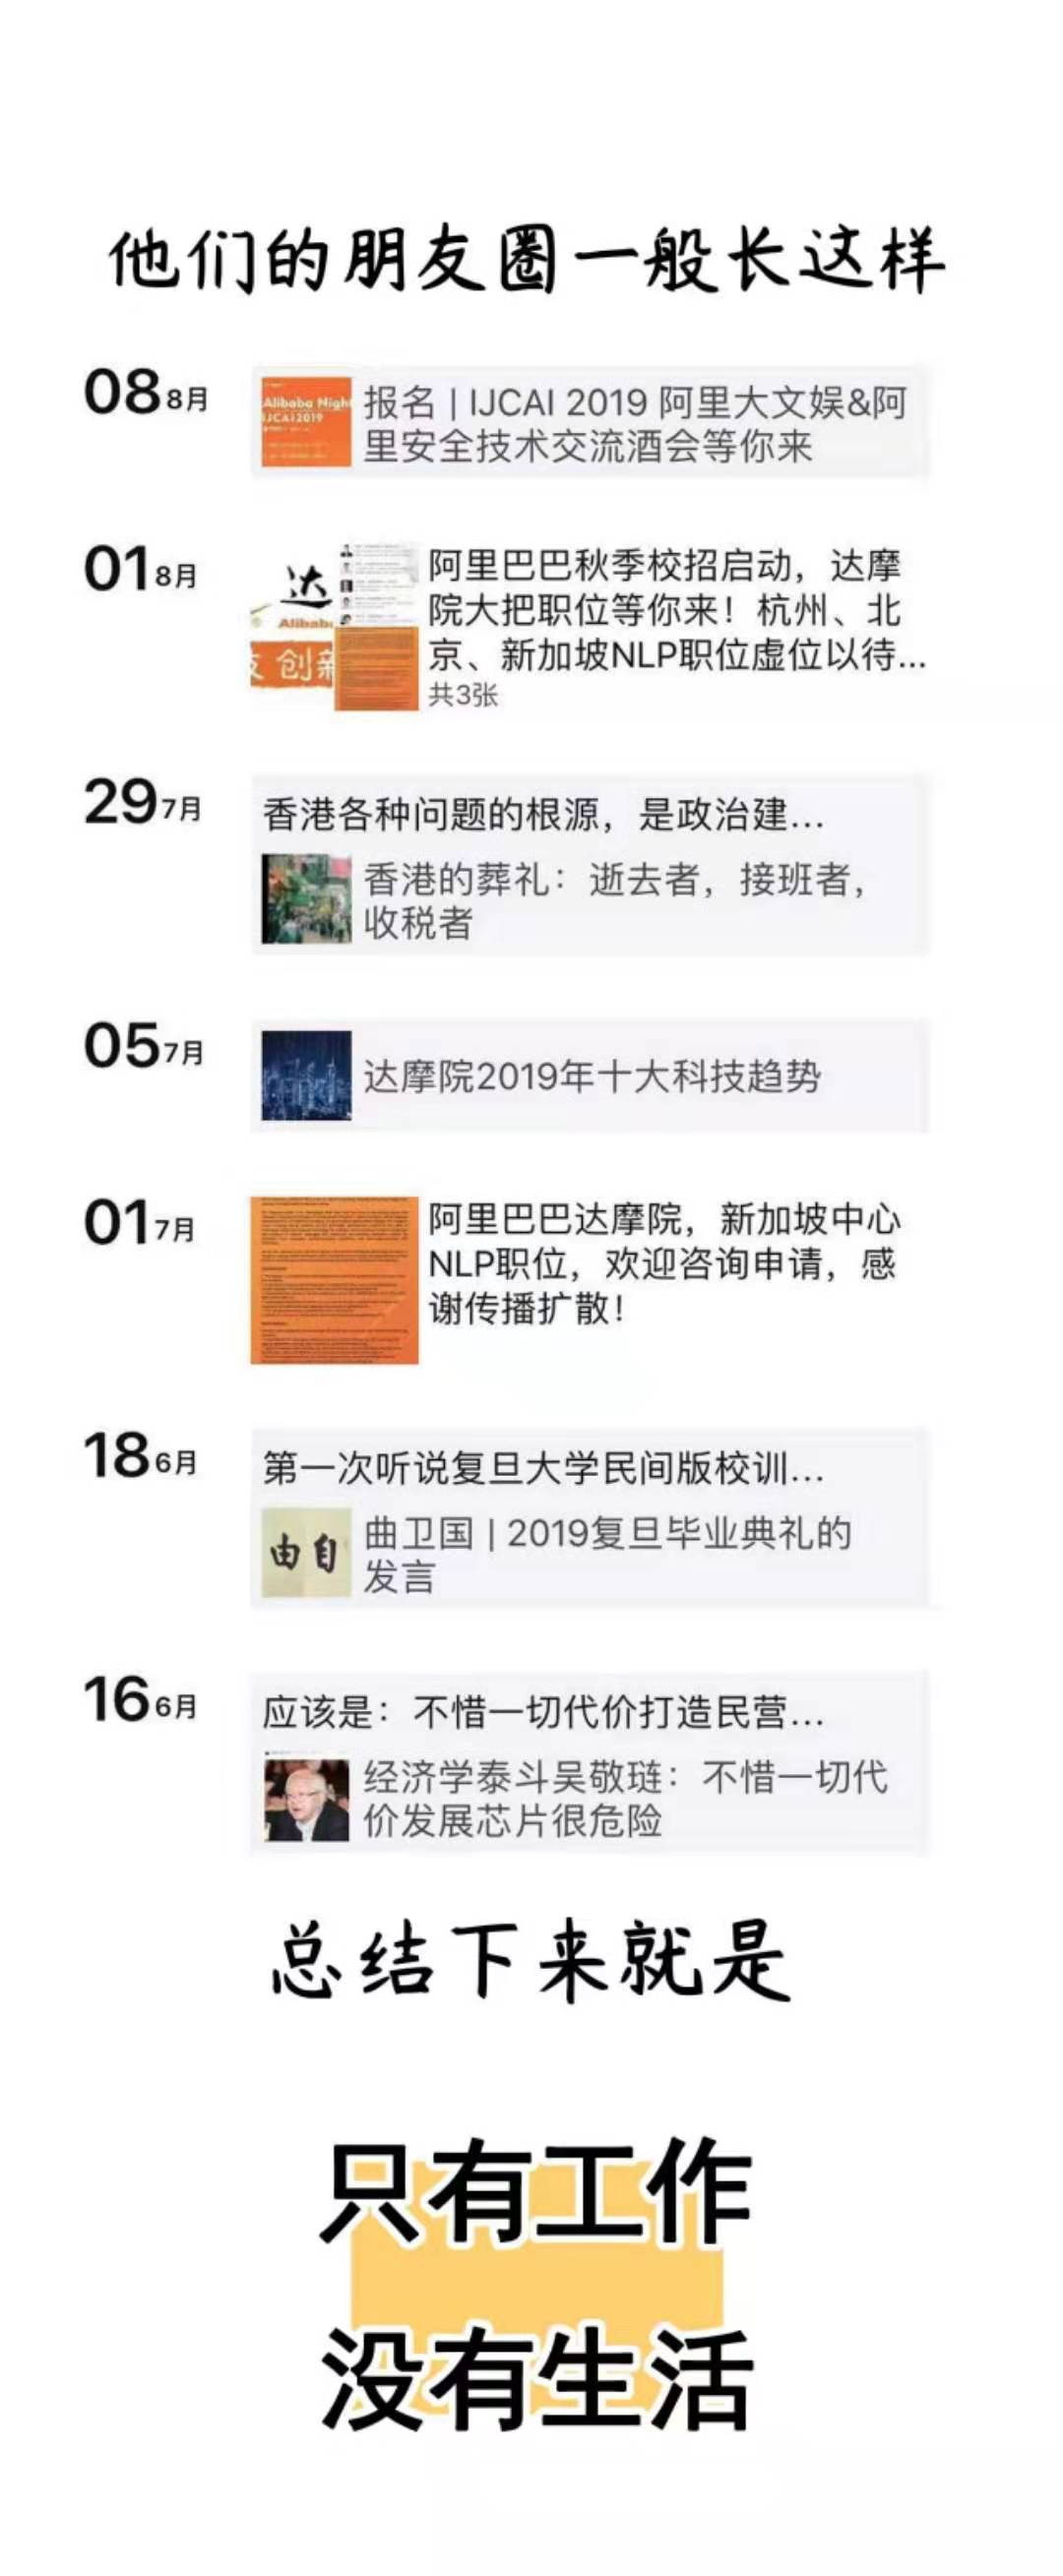 他们的朋友圈一般长这样
08 8月
Alibaba Night
IJCAI2019
报名 | IJCAI 2019 阿里大文娱&阿
里安全技术交流酒会等你来
01 8月
达
阿里巴巴秋季校招启动，达摩
院大把职位等你来！杭州、北
京、新加坡NLP职位虚位以待...
共3张
29 7月
香港各种问题的根源，是政治建...
香港的葬礼：逝去者，接班者，
收税者
05 7月
达摩院2019年十大科技趋势
01 7月
阿里巴巴达摩院，新加坡中心
NLP职位，欢迎咨询申请，感
谢传播扩散！
18 6月
第一次听说复旦大学民间版校训...
由自
曲卫国 | 2019复旦毕业典礼的
发言
16 6月
应该是：不惜一切代价打造民营...
经济学泰斗吴敬琏：不惜一切代
价发展芯片很危险
总结下来就是
只有工作
没有生活